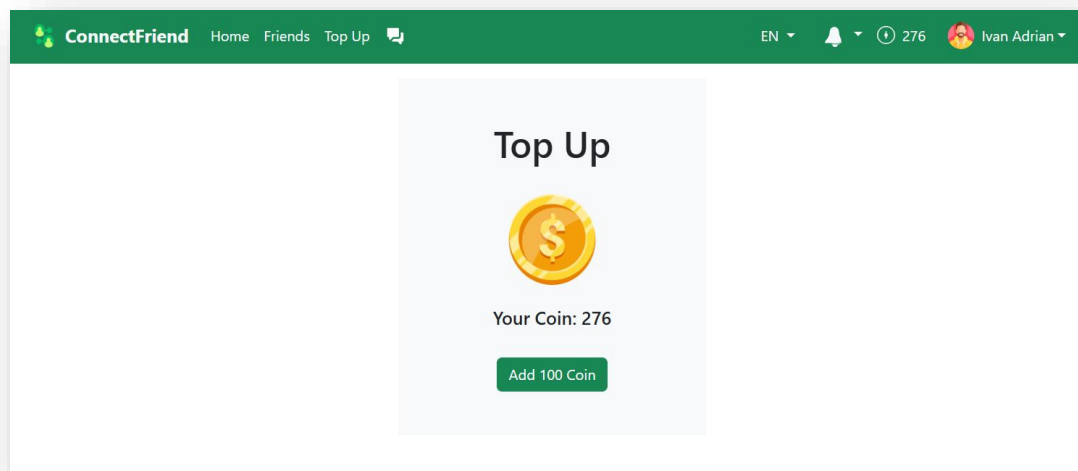 ConnectFriend Home Friends Top Up EN 276 Ivan Adrian
Top Up
$
Your Coin: 276
Add 100 Coin